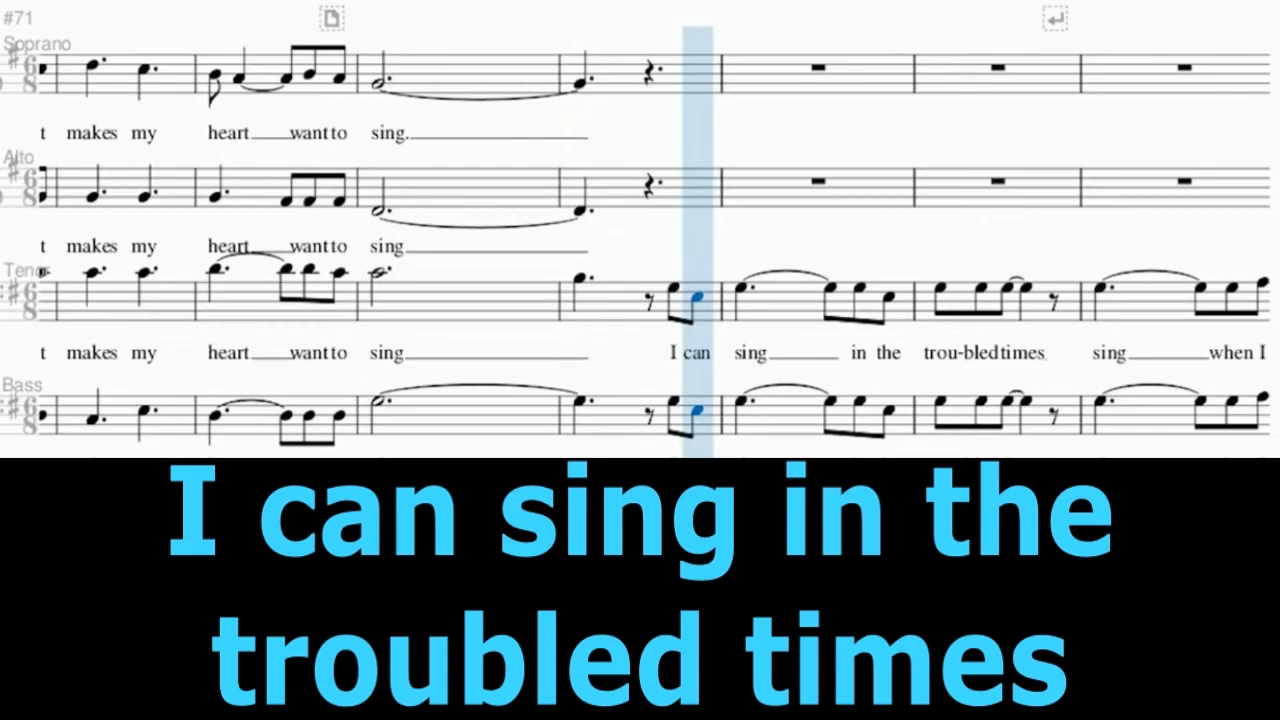 #71
Soprano
t makes my heart want to sing.
Alto
t makes my heart want to sing
Tenor
t makes my heart want to sing I can sing in the trou-bled times sing when I
Bass
I can sing in the
troubled times